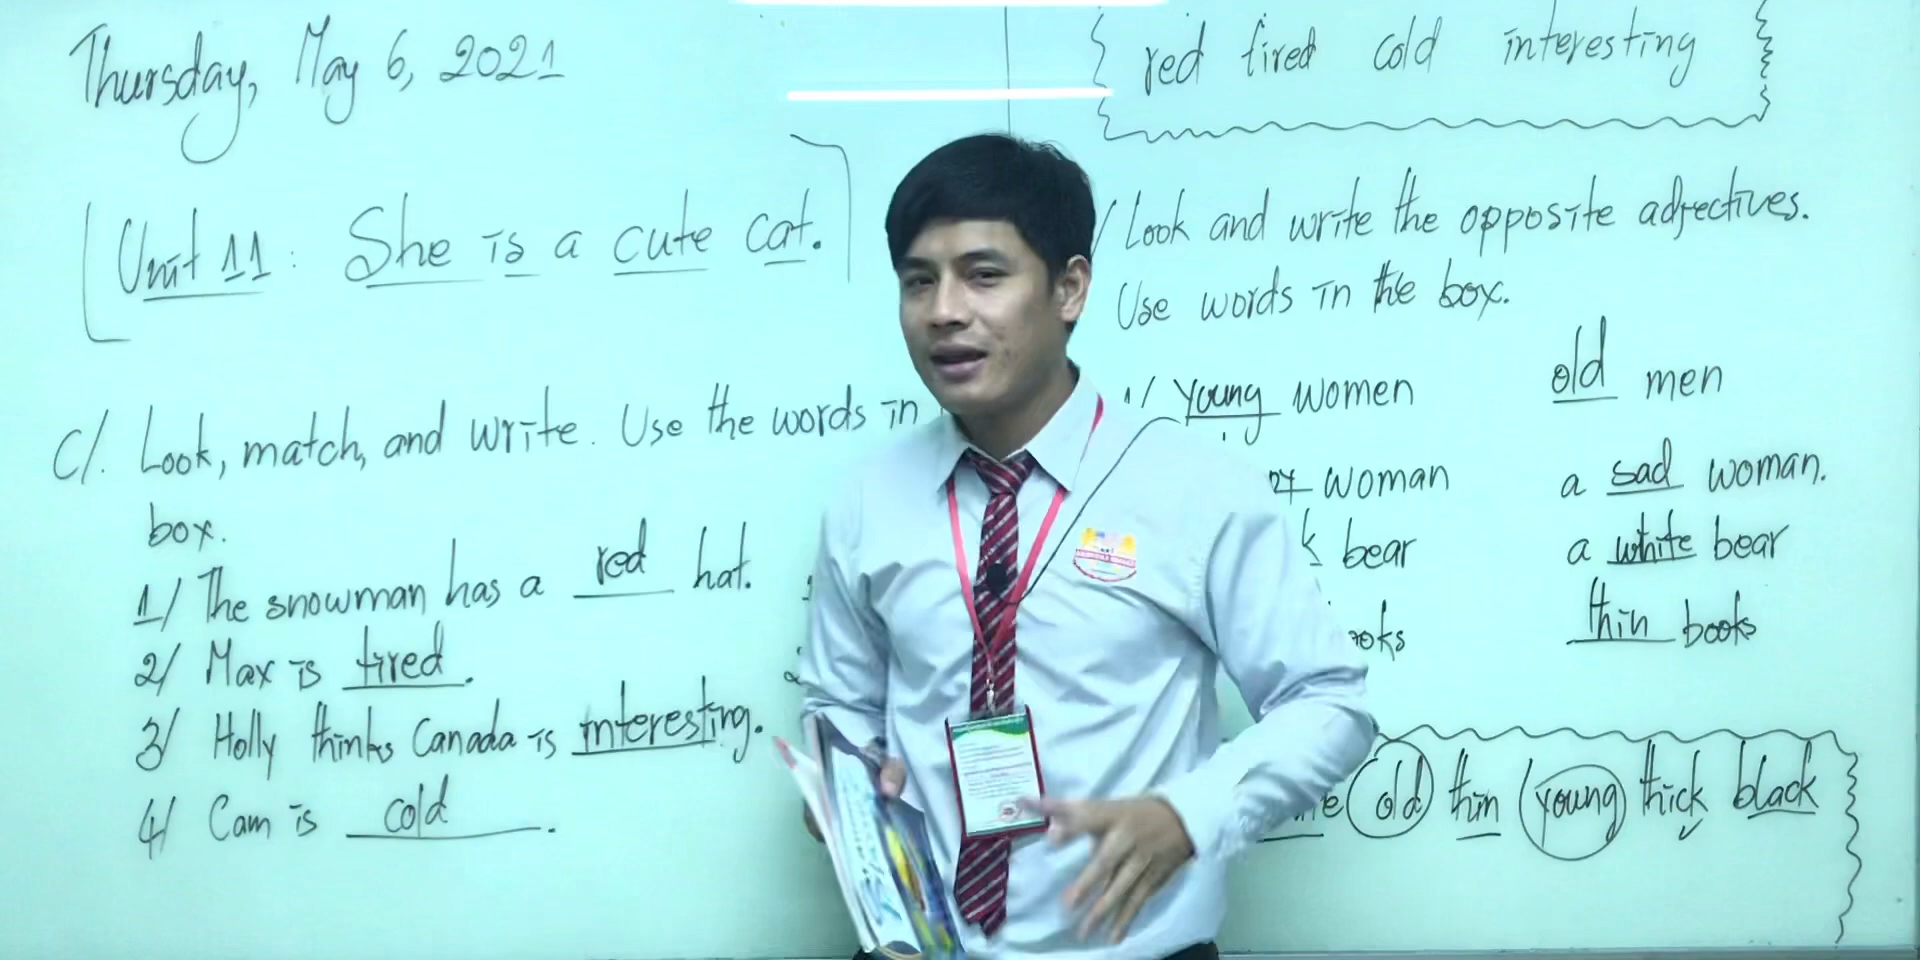 Thursday, May 6, 2021
Unit 11: She is a cute cat.
C/. Look, match, and write. Use the words in
box.
1/ The snowman has a red hat.
2/ Max is tired.
3/ Holly thinks Canada is interesting.
4/ Cam is cold.
red tired cold interesting
Look and write the opposite adjectives.
Use words in the box.
1/ young women old men
woman a sad woman.
bear a white bear
thin books
old thin young thick black